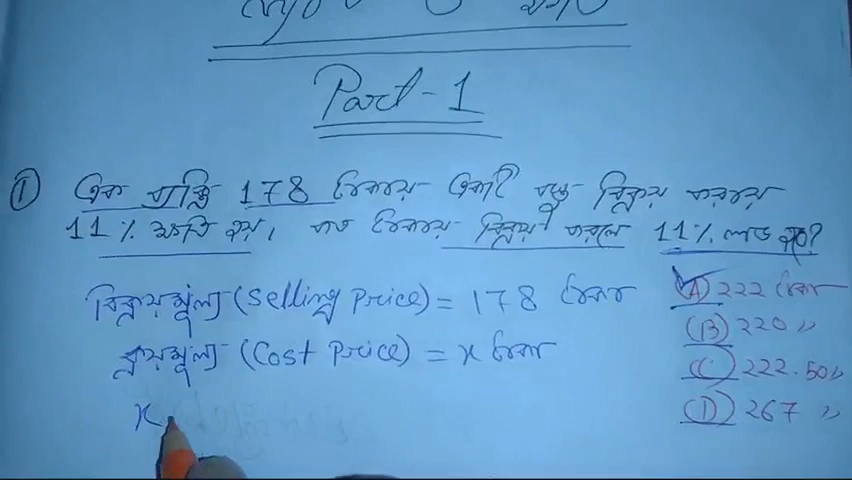 Part-1
① এক ব্যক্তি 178 টাকায় একটি বস্তু বিক্রয় করায়
11% ক্ষতি হয়। কত টাকায় বিক্রয় করলে 11% লাভ হবে?
বিক্রয়মূল্য (Selling Price) = 178 টাকা
(A) 222 টাকা
(B) 220 〃
ক্রয়মূল্য (Cost Price) = x টাকা
(C) 222.50 〃
(D) 267 〃
x